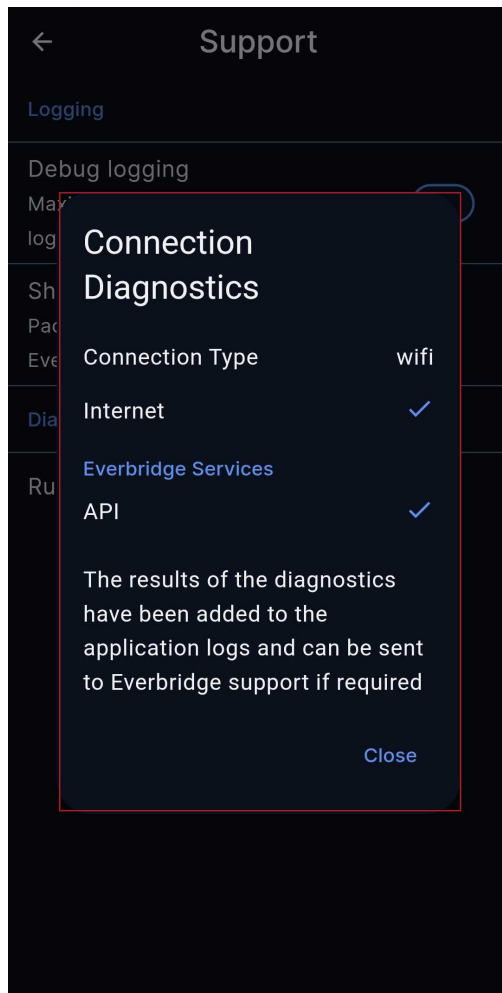 Support
Logging
Debug logging
Connection
Diagnostics
Connection Type wifi
Internet
Everbridge Services
API
The results of the diagnostics
have been added to the
application logs and can be sent
to Everbridge support if required
Close